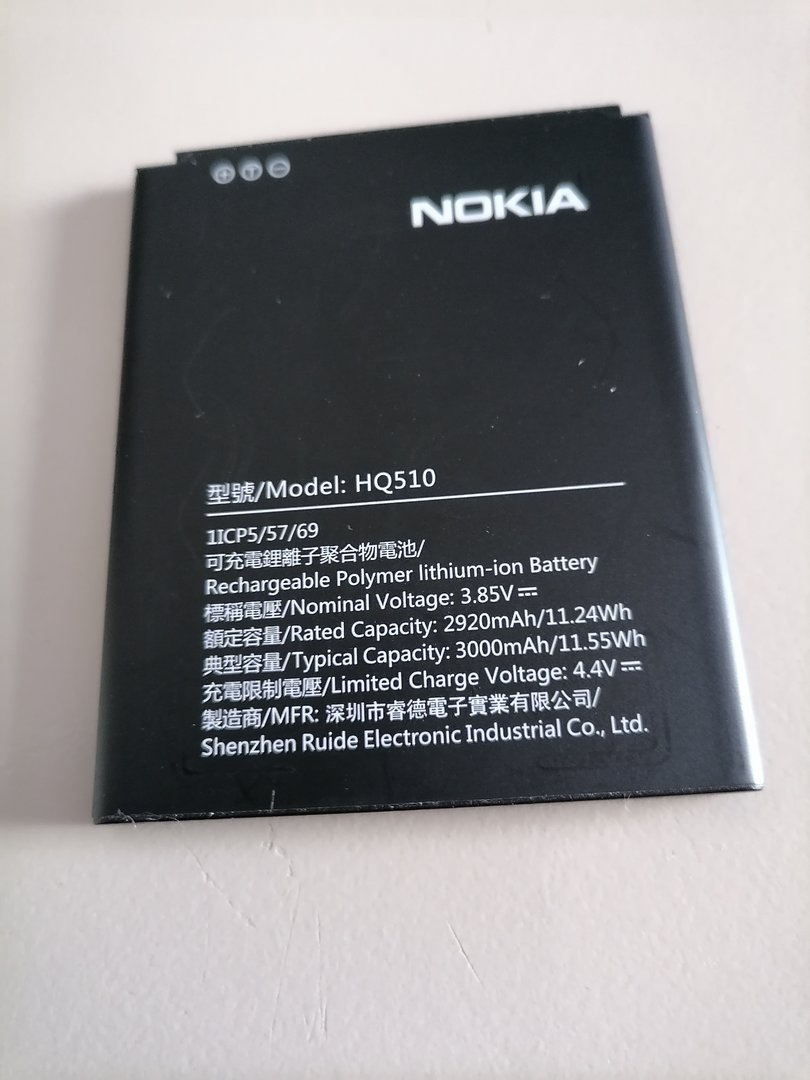 NOKIA
型號/Model: HQ510
1ICP5/57/69
可充電鋰離子聚合物電池/
Rechargeable Polymer lithium-ion Battery
標稱電壓/Nominal Voltage: 3.85V⎓
額定容量/Rated Capacity: 2920mAh/11.24Wh
典型容量/Typical Capacity: 3000mAh/11.55Wh
充電限制電壓/Limited Charge Voltage: 4.4V⎓
製造商/MFR: 深圳市睿德電子實業有限公司/
Shenzhen Ruide Electronic Industrial Co., Ltd.